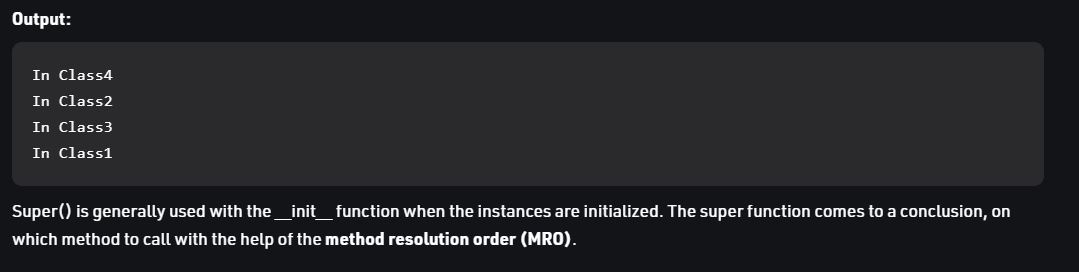 Output:
In Class4
In Class2
In Class3
In Class1
Super() is generally used with the __init__ function when the instances are initialized. The super function comes to a conclusion, on
which method to call with the help of the method resolution order (MRO).